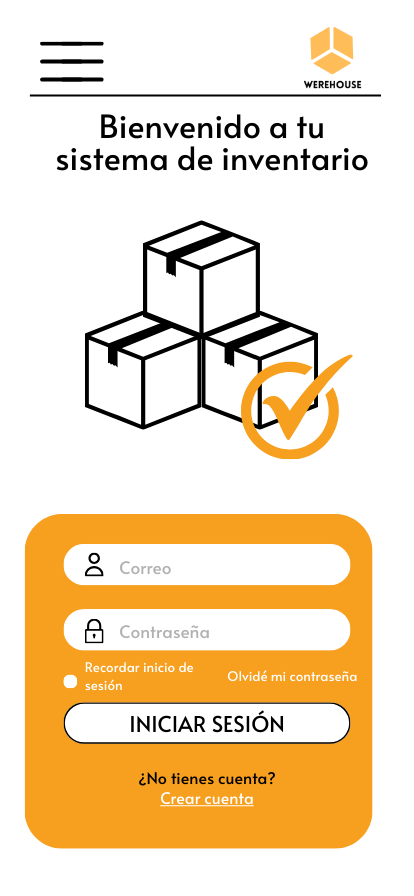 WEREHOUSE
Bienvenido a tu
sistema de inventario
Correo
Contraseña
Recordar inicio de
sesión
Olvidé mi contraseña
INICIAR SESIÓN
¿No tienes cuenta?
Crear cuenta